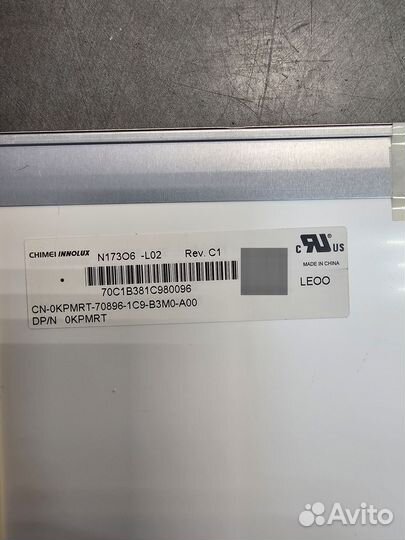 CHIMEI INNOLUX N173O6 -L02 Rev. C1
70C1B381C980096
CN-0KPMRT-70896-1C9-B3M0-A00
DP/N 0KPMRT
C RU US
MADE IN CHINA
LEOO
Avito